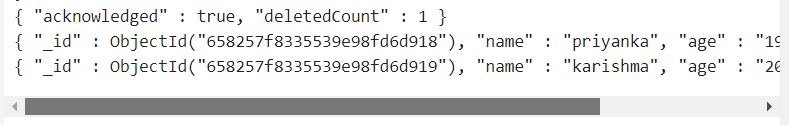 { "acknowledged" : true, "deletedCount" : 1 }
{ "_id" : ObjectId("658257f8335539e98fd6d918"), "name" : "priyanka", "age" : "19
{ "_id" : ObjectId("658257f8335539e98fd6d919"), "name" : "karishma", "age" : "20